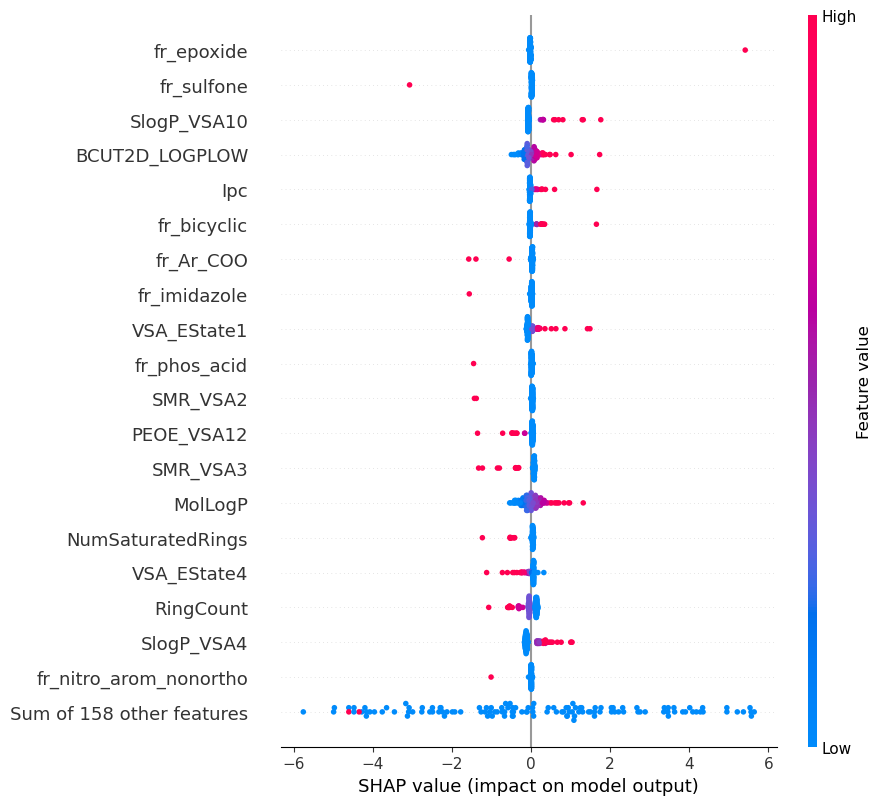 High
fr_epoxide
fr_sulfone
SlogP_VSA10
BCUT2D_LOGPLOW
Ipc
fr_bicyclic
fr_Ar_COO
fr_imidazole
VSA_EState1
fr_phos_acid
SMR_VSA2
PEOE_VSA12
SMR_VSA3
MolLogP
NumSaturatedRings
VSA_EState4
RingCount
SlogP_VSA4
fr_nitro_arom_nonortho
Sum of 158 other features
Feature value
Low
−6 −4 −2 0 2 4 6
SHAP value (impact on model output)